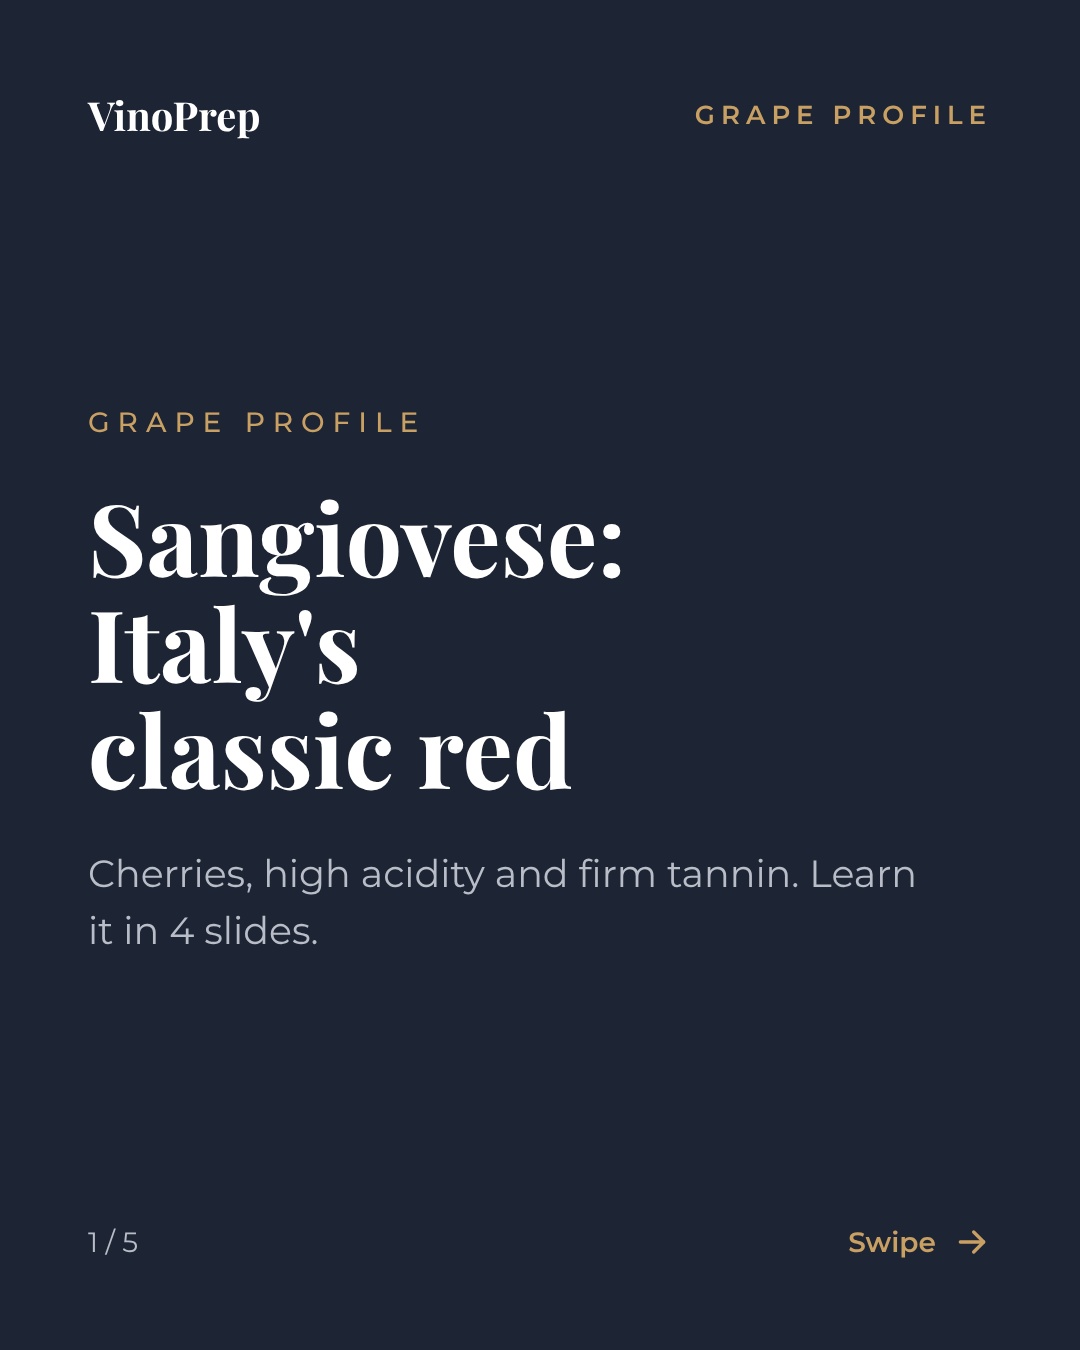 VinoPrep
GRAPE PROFILE
GRAPE PROFILE
Sangiovese:
Italy's
classic red
Cherries, high acidity and firm tannin. Learn
it in 4 slides.
1 / 5
Swipe →